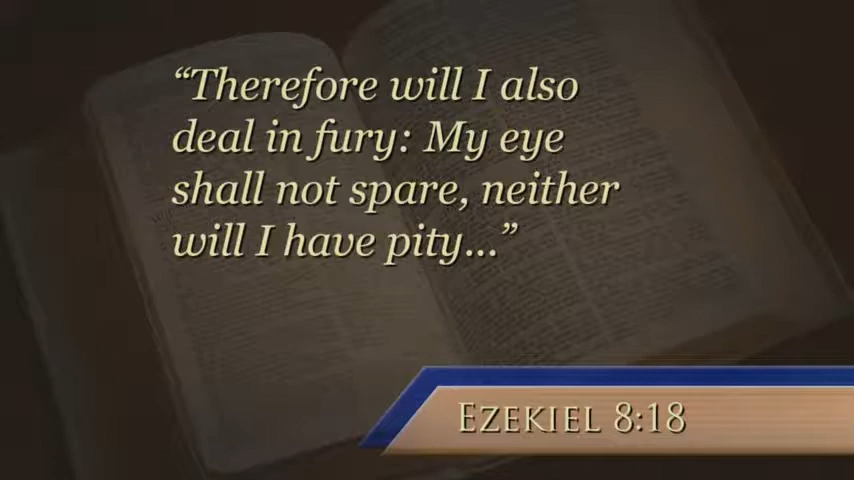 “Therefore will I also
deal in fury: My eye
shall not spare, neither
will I have pity...”
EZEKIEL 8:18